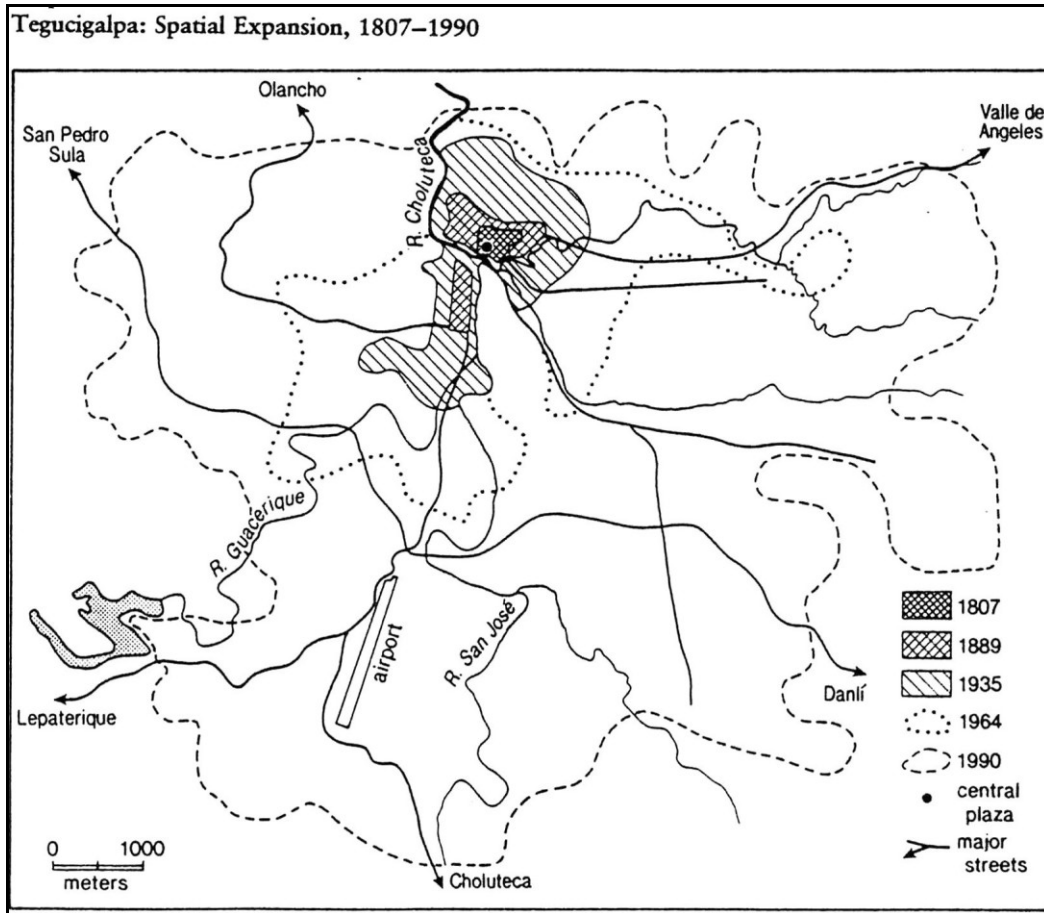 Tegucigalpa: Spatial Expansion, 1807–1990
Olancho
San Pedro
Sula
Valle de
Angeles
R. Choluteca
R. Guacerique
R. San José
airport
Lepaterique
Danlí
Choluteca
1807
1889
1935
1964
1990
central
plaza
major
streets
0 1000
meters